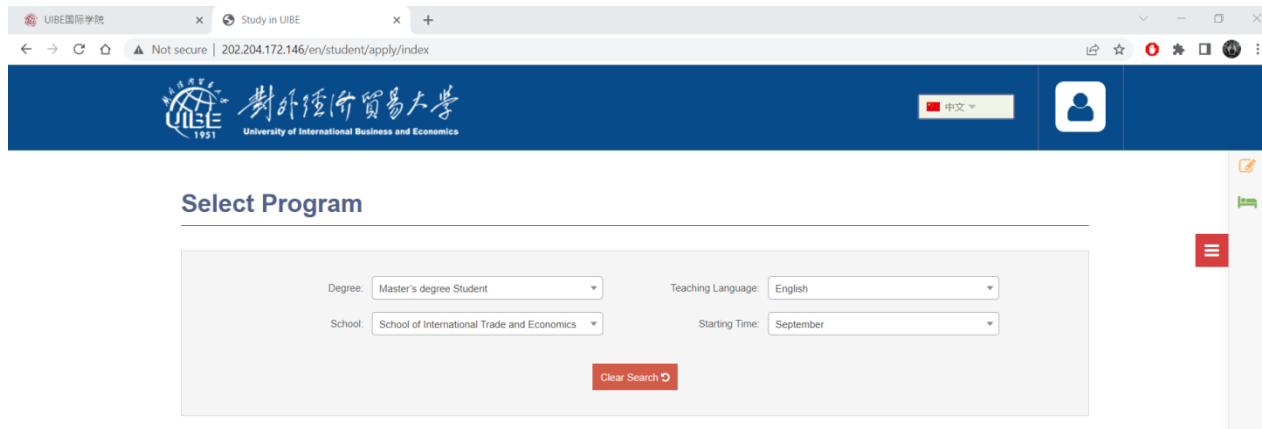 UIBE国际学院
Study in UIBE
Not secure | 202.204.172.146/en/student/apply/index
對外經濟貿易大學
University of International Business and Economics
UIBE
1951
中文
Select Program
Degree: Master's degree Student Teaching Language: English
School: School of International Trade and Economics Starting Time: September
Clear Search